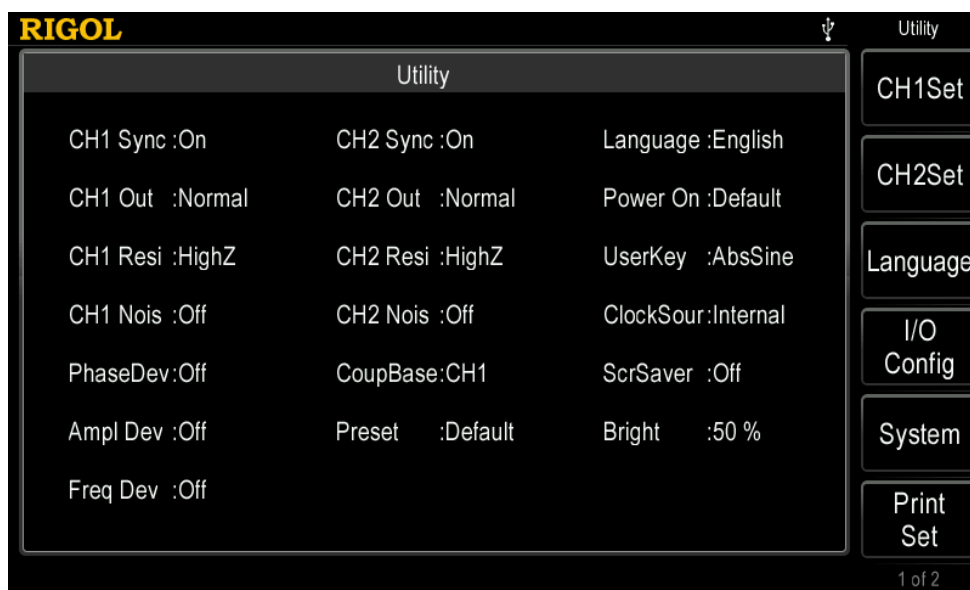 RIGOL
Utility
Utility
CH1 Sync :On CH2 Sync :On Language :English
CH1 Out :Normal CH2 Out :Normal Power On :Default
CH1 Resi :HighZ CH2 Resi :HighZ UserKey :AbsSine
CH1 Nois :Off CH2 Nois :Off ClockSour:Internal
PhaseDev:Off CoupBase:CH1 ScrSaver :Off
Ampl Dev :Off Preset :Default Bright :50 %
Freq Dev :Off
CH1Set
CH2Set
Language
I/O
Config
System
Print
Set
1 of 2